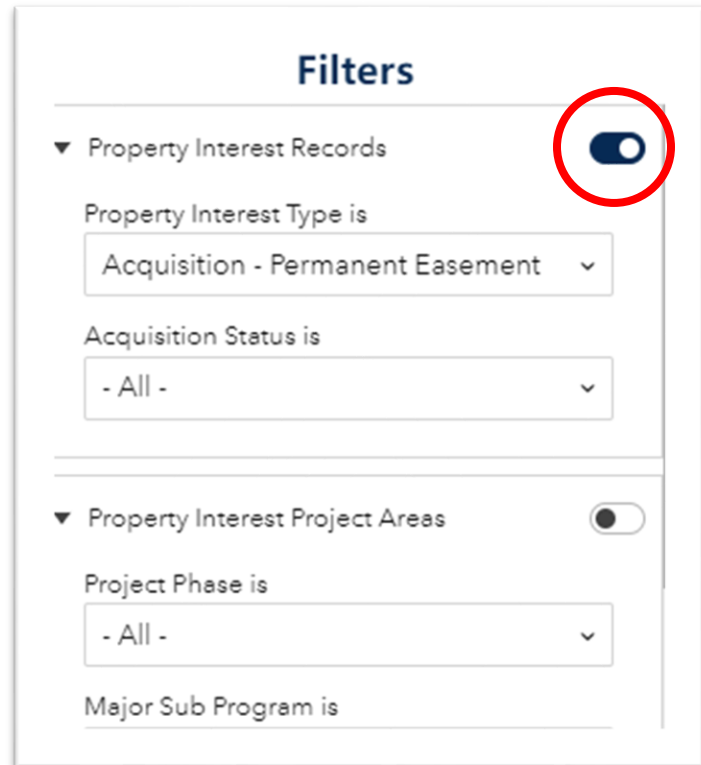 Filters
Property Interest Records
Property Interest Type is
Acquisition - Permanent Easement
Acquisition Status is
- All -
Property Interest Project Areas
Project Phase is
- All -
Major Sub Program is